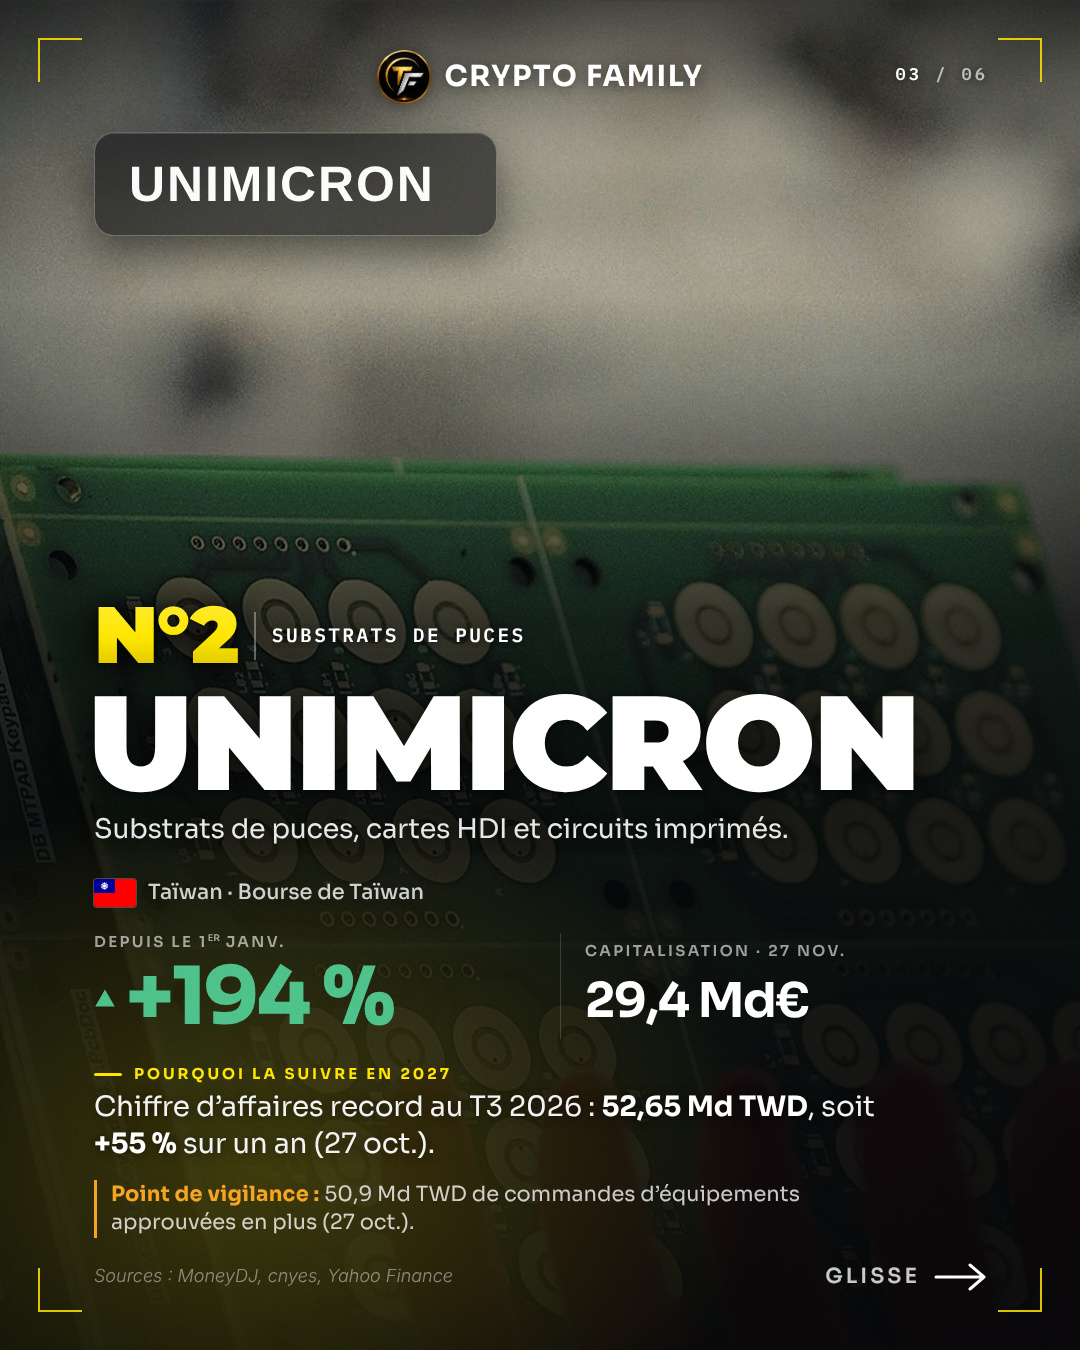 CRYPTO FAMILY
03 / 06
UNIMICRON
N°2
SUBSTRATS DE PUCES
UNIMICRON
Substrats de puces, cartes HDI et circuits imprimés.
Taïwan · Bourse de Taïwan
DEPUIS LE 1ER JANV.
▲ +194 %
CAPITALISATION · 27 NOV.
29,4 Md€
POURQUOI LA SUIVRE EN 2027
Chiffre d’affaires record au T3 2026 : 52,65 Md TWD, soit
+55 % sur un an (27 oct.).
Point de vigilance : 50,9 Md TWD de commandes d’équipements
approuvées en plus (27 oct.).
Sources : MoneyDJ, cnyes, Yahoo Finance
GLISSE →
DB MTPAD Keypad